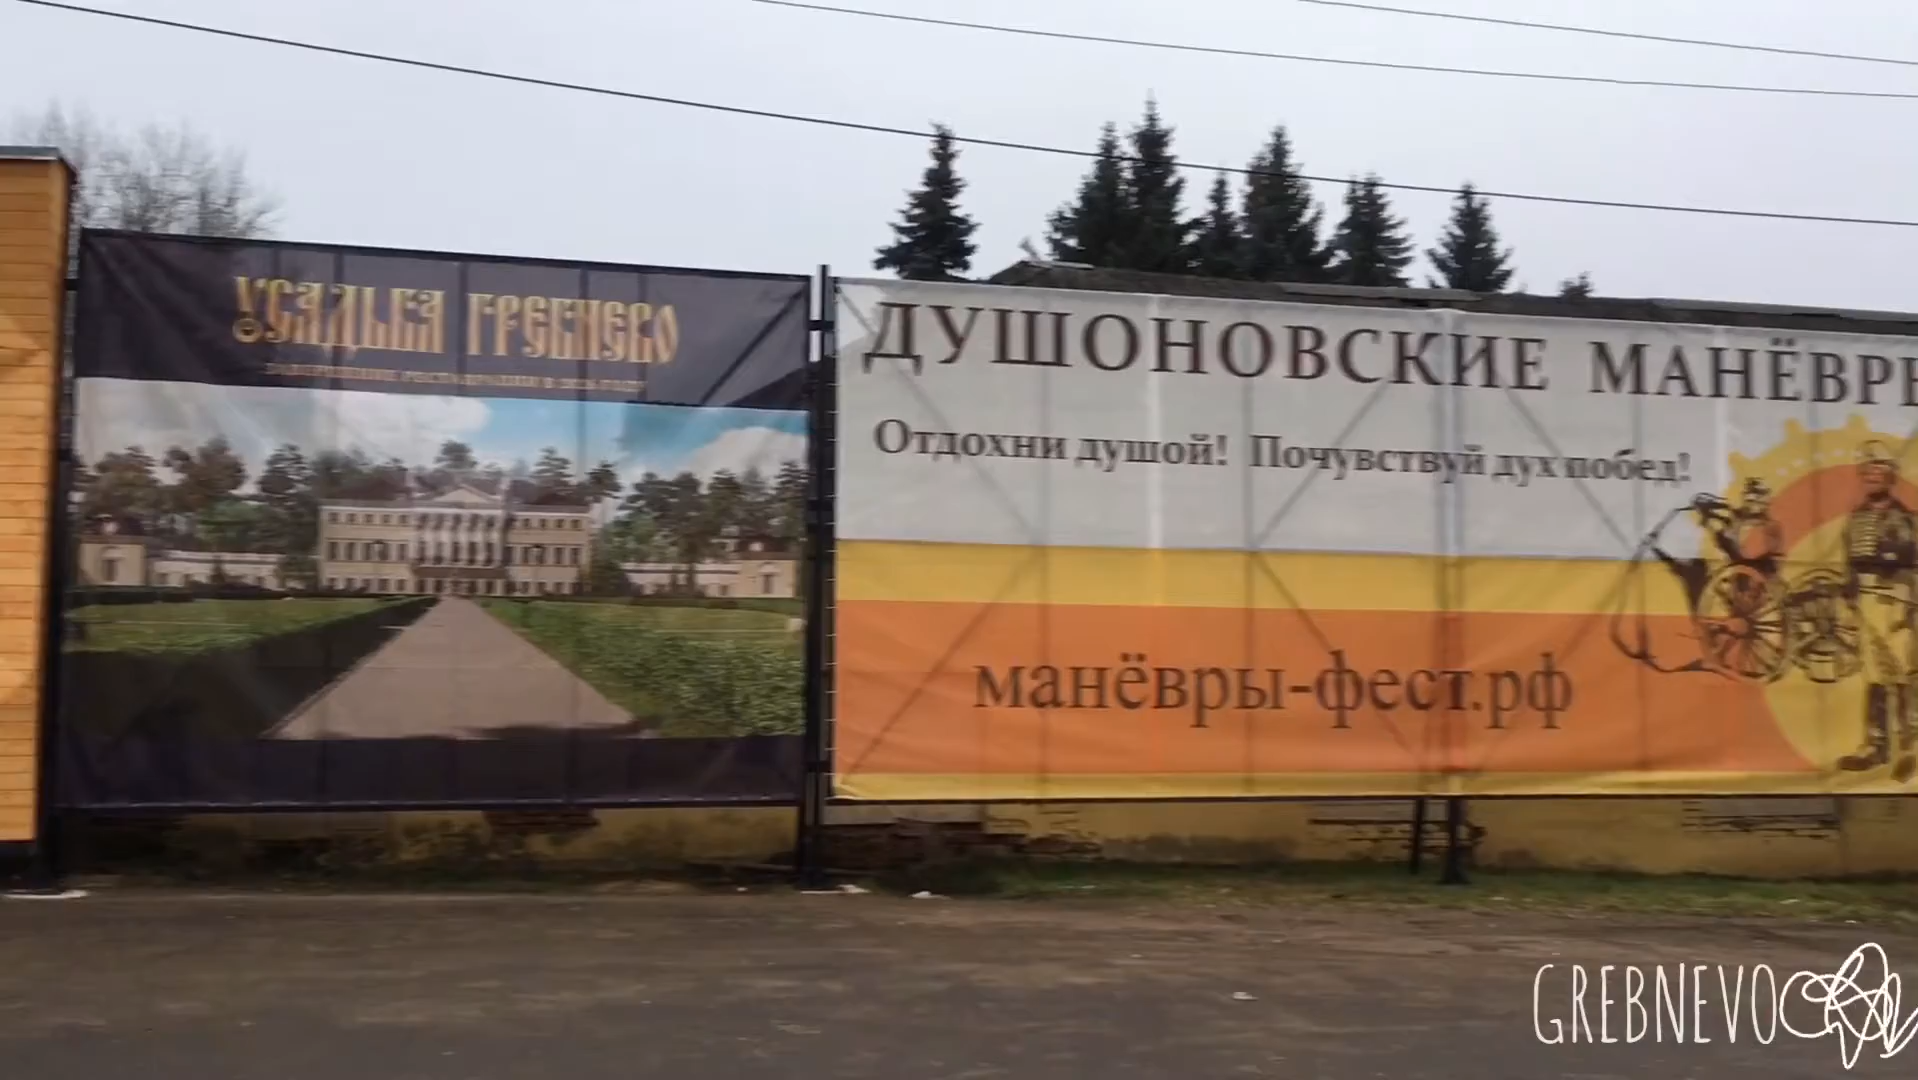 УСАДЬБА ГРЕБНЕВО
ДУШОНОВСКИЕ МАНЁВРЫ
Отдохни душой! Почувствуй дух побед!
манёвры-фест.рф
GREBNEVO